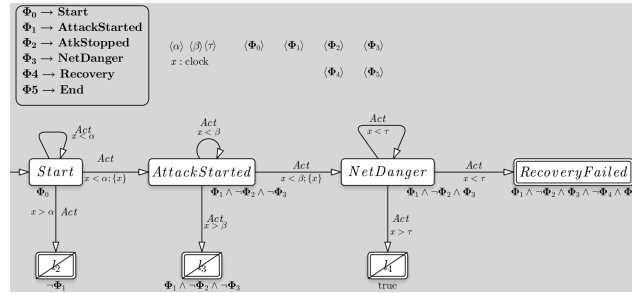 Φ₀ → Start
Φ₁ → AttackStarted
Φ₂ → AtkStopped
Φ₃ → NetDanger
Φ4 → Recovery
Φ5 → End
⟨α⟩ ⟨β⟩ ⟨τ⟩ ⟨Φ₀⟩ ⟨Φ₁⟩ ⟨Φ₂⟩ ⟨Φ₃⟩
x : clock
⟨Φ₄⟩ ⟨Φ₅⟩
Act
x < α
Act
x < β
Act
x < τ
Start
Act
x < α; {x}
AttackStarted
Act
x < β; {x}
NetDanger
Act
x < τ
RecoveryFailed
Φ₀
Φ₁ ∧ ¬Φ₂ ∧ ¬Φ₃
Φ₁ ∧ ¬Φ₂ ∧ Φ₃
Φ₁ ∧ ¬Φ₂ ∧ Φ₃ ∧ ¬Φ₄ ∧ Φ
x > α Act
Act
x > β
Act
x > τ
l₂
l₃
l₄
¬Φ₁
Φ₁ ∧ ¬Φ₂ ∧ ¬Φ₃
true